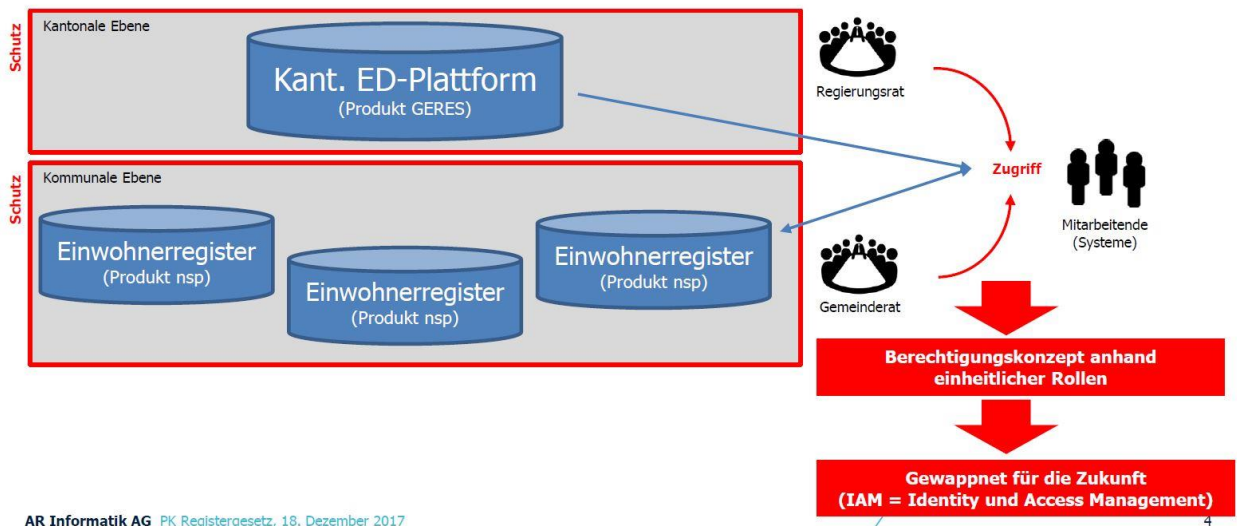 Schutz
Kantonale Ebene
Kant. ED-Plattform
(Produkt GERES)
Schutz
Kommunale Ebene
Einwohnerregister
(Produkt nsp)
Einwohnerregister
(Produkt nsp)
Einwohnerregister
(Produkt nsp)
Regierungsrat
Zugriff
Mitarbeitende
(Systeme)
Gemeinderat
Berechtigungskonzept anhand
einheitlicher Rollen
Gewappnet für die Zukunft
(IAM = Identity und Access Management)
AR Informatik AG PK Registergesetz, 18. Dezember 2017
4